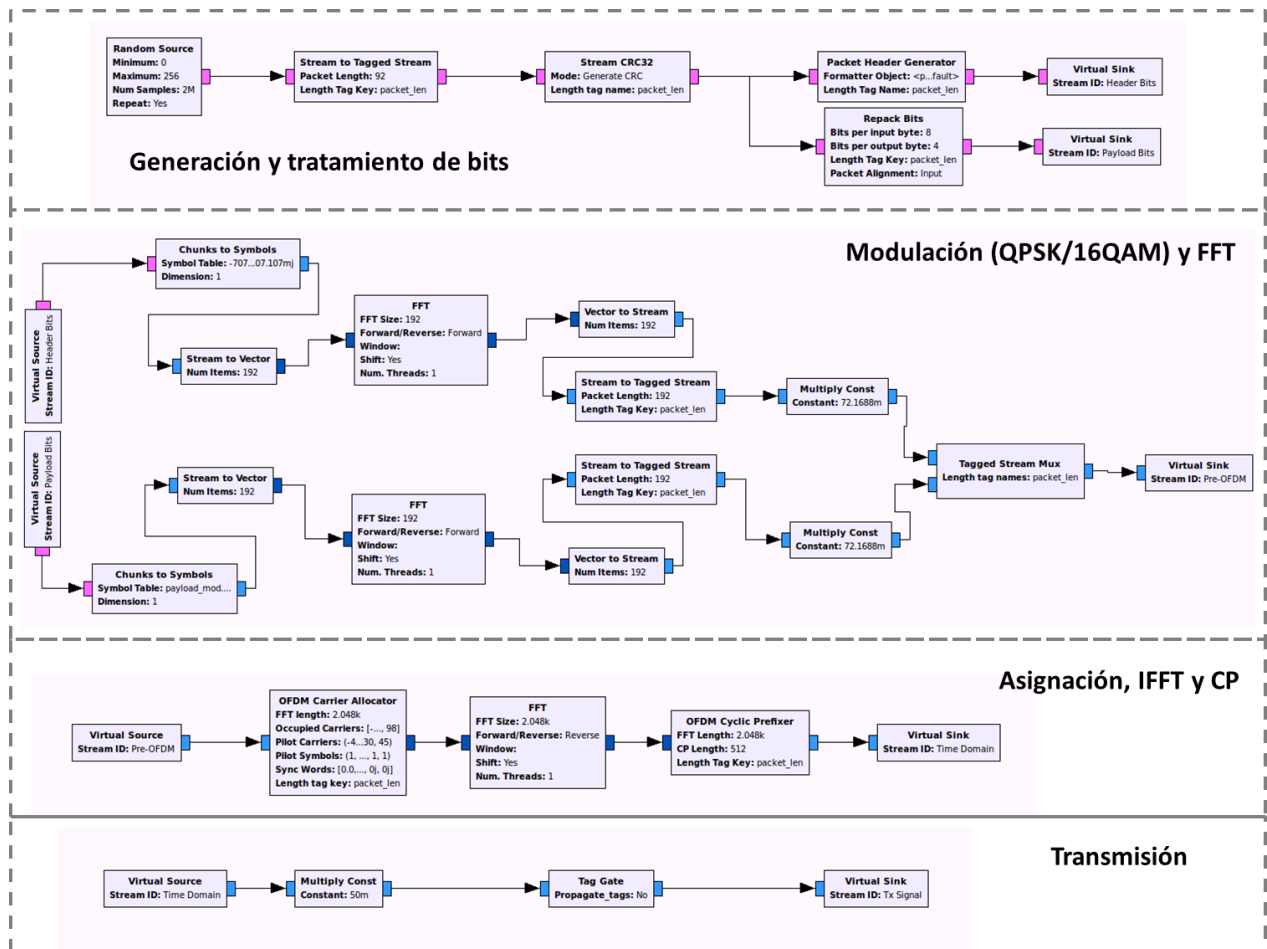 Random Source
Minimum: 0
Maximum: 256
Num Samples: 2M
Repeat: Yes
Stream to Tagged Stream
Packet Length: 92
Length Tag Key: packet_len
Stream CRC32
Mode: Generate CRC
Length tag name: packet_len
Packet Header Generator
Formatter Object: <p...fault>
Length Tag Name: packet_len
Virtual Sink
Stream ID: Header Bits
Repack Bits
Bits per input byte: 8
Bits per output byte: 4
Length Tag Key: packet_len
Packet Alignment: Input
Virtual Sink
Stream ID: Payload Bits
Generación y tratamiento de bits
Modulación (QPSK/16QAM) y FFT
Virtual Source
Stream ID: Header Bits
Chunks to Symbols
Symbol Table: -707...07.107mj
Dimension: 1
Stream to Vector
Num Items: 192
FFT
FFT Size: 192
Forward/Reverse: Forward
Window:
Shift: Yes
Num. Threads: 1
Vector to Stream
Num Items: 192
Stream to Tagged Stream
Packet Length: 192
Length Tag Key: packet_len
Multiply Const
Constant: 72.1688m
Virtual Source
Stream ID: Payload Bits
Chunks to Symbols
Symbol Table: payload_mod....
Dimension: 1
Stream to Vector
Num Items: 192
FFT
FFT Size: 192
Forward/Reverse: Forward
Window:
Shift: Yes
Num. Threads: 1
Vector to Stream
Num Items: 192
Stream to Tagged Stream
Packet Length: 192
Length Tag Key: packet_len
Multiply Const
Constant: 72.1688m
Tagged Stream Mux
Length tag names: packet_len
Virtual Sink
Stream ID: Pre-OFDM
Asignación, IFFT y CP
Virtual Source
Stream ID: Pre-OFDM
OFDM Carrier Allocator
FFT length: 2.048k
Occupied Carriers: [-..., 98]
Pilot Carriers: (-4...30, 45)
Pilot Symbols: (1, ..., 1, 1)
Sync Words: [0.0,..., 0j, 0j]
Length tag key: packet_len
FFT
FFT Size: 2.048k
Forward/Reverse: Reverse
Window:
Shift: Yes
Num. Threads: 1
OFDM Cyclic Prefixer
FFT Length: 2.048k
CP Length: 512
Length Tag Key: packet_len
Virtual Sink
Stream ID: Time Domain
Transmisión
Virtual Source
Stream ID: Time Domain
Multiply Const
Constant: 50m
Tag Gate
Propagate_tags: No
Virtual Sink
Stream ID: Tx Signal